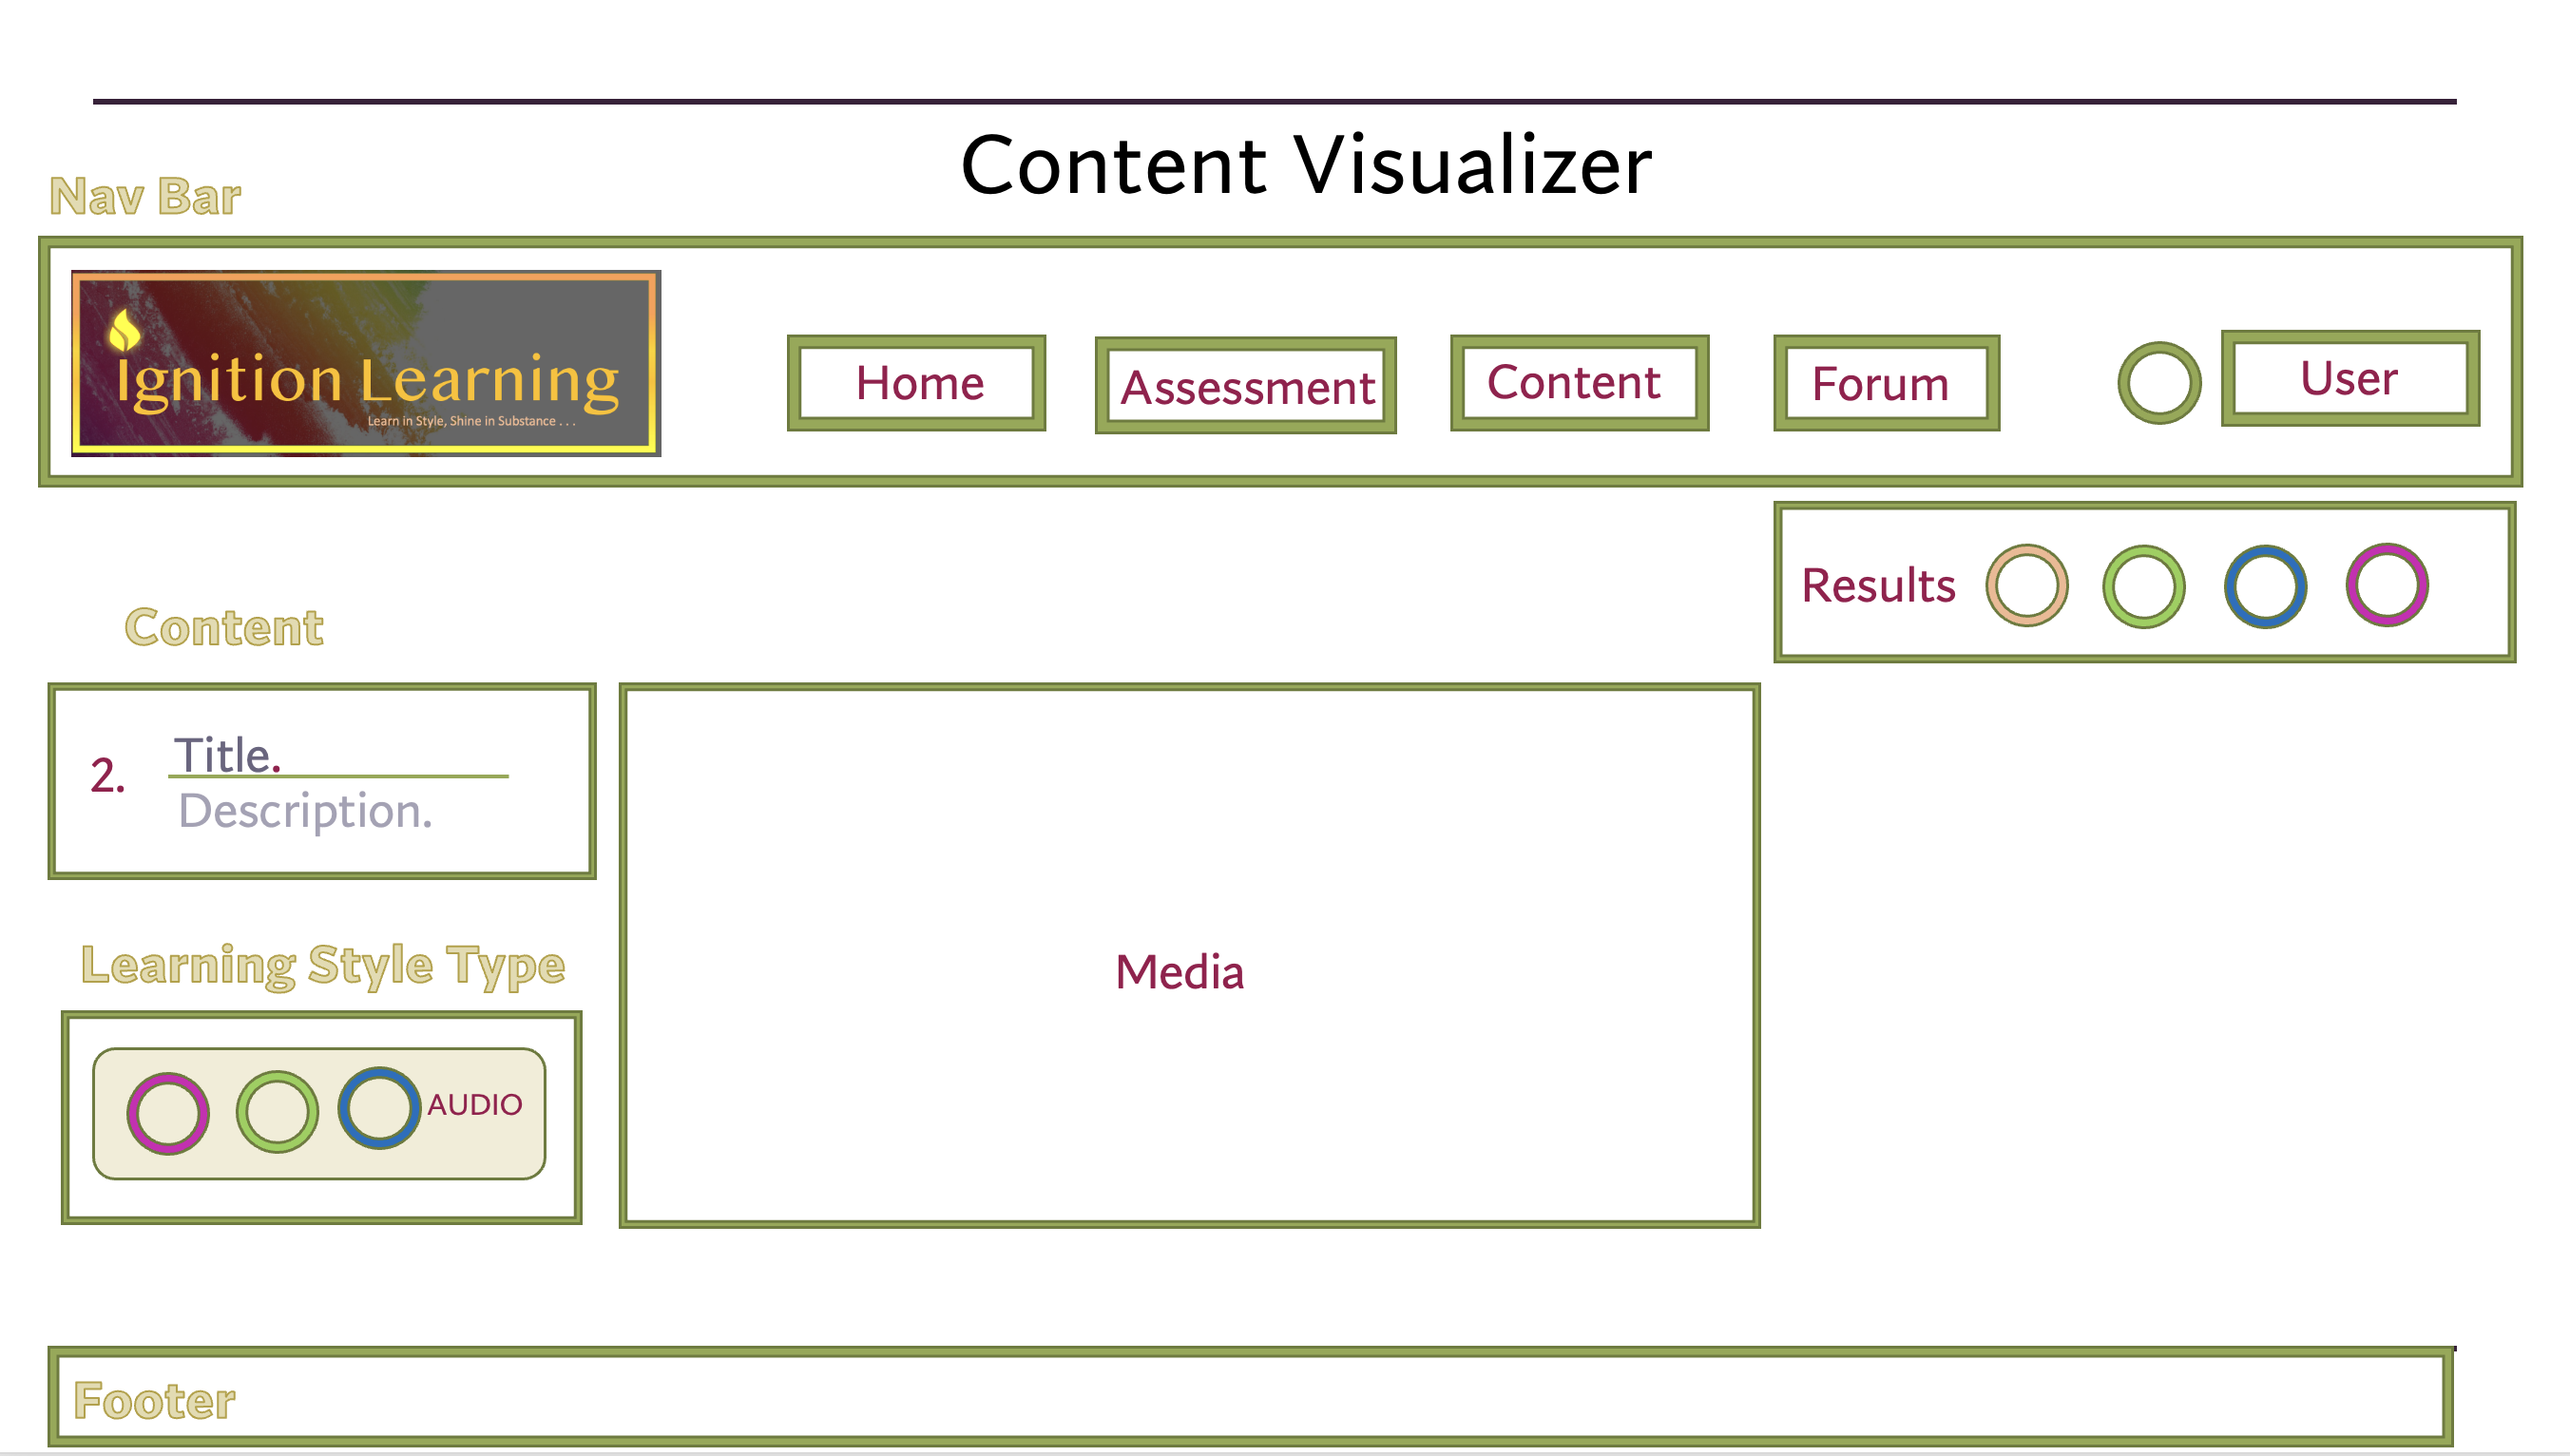 Content Visualizer
Nav Bar
Ignition Learning
Learn in Style, Shine in Substance . . .
Home
Assessment
Content
Forum
User
Results
Content
2.
Title.
Description.
Media
Learning Style Type
AUDIO
Footer